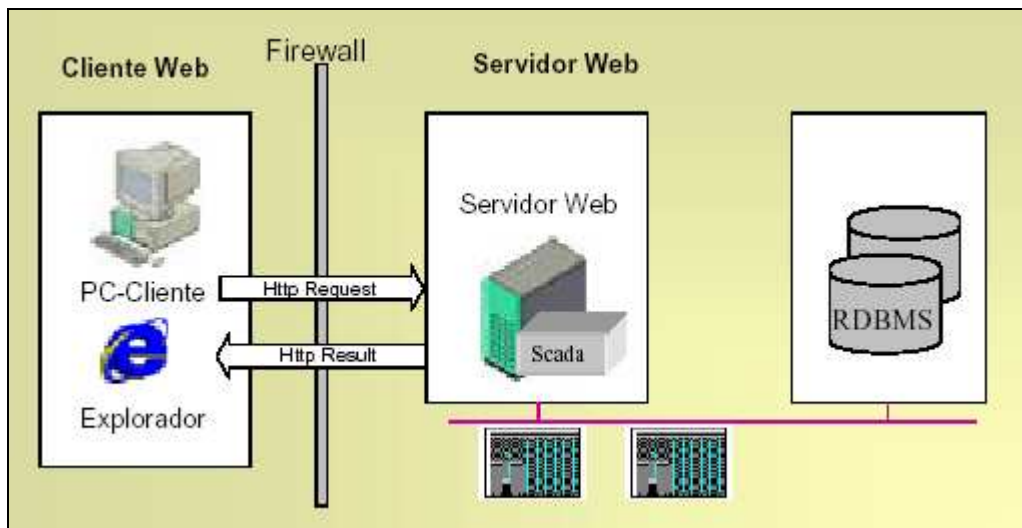 Cliente Web
Firewall
Servidor Web
PC-Cliente
Explorador
Http Request
Http Result
Servidor Web
Scada
RDBMS